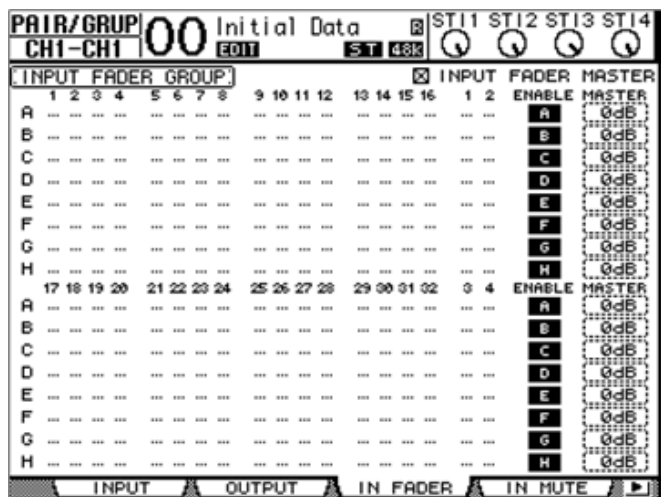 PAIR/GRUP 00 Initial Data R ST11 ST12 ST13 ST14
CH1-CH1 EDIT ST 48k
INPUT FADER GROUP INPUT FADER MASTER
1 2 3 4 5 6 7 8 9 10 11 12 13 14 15 16 1 2 ENABLE MASTER
A A 0dB
B B 0dB
C C 0dB
D D 0dB
E E 0dB
F F 0dB
G G 0dB
H H 0dB
17 18 19 20 21 22 23 24 25 26 27 28 29 30 31 32 3 4 ENABLE MASTER
A A 0dB
B B 0dB
C C 0dB
D D 0dB
E E 0dB
F F 0dB
G G 0dB
H H 0dB
INPUT OUTPUT IN FADER IN MUTE